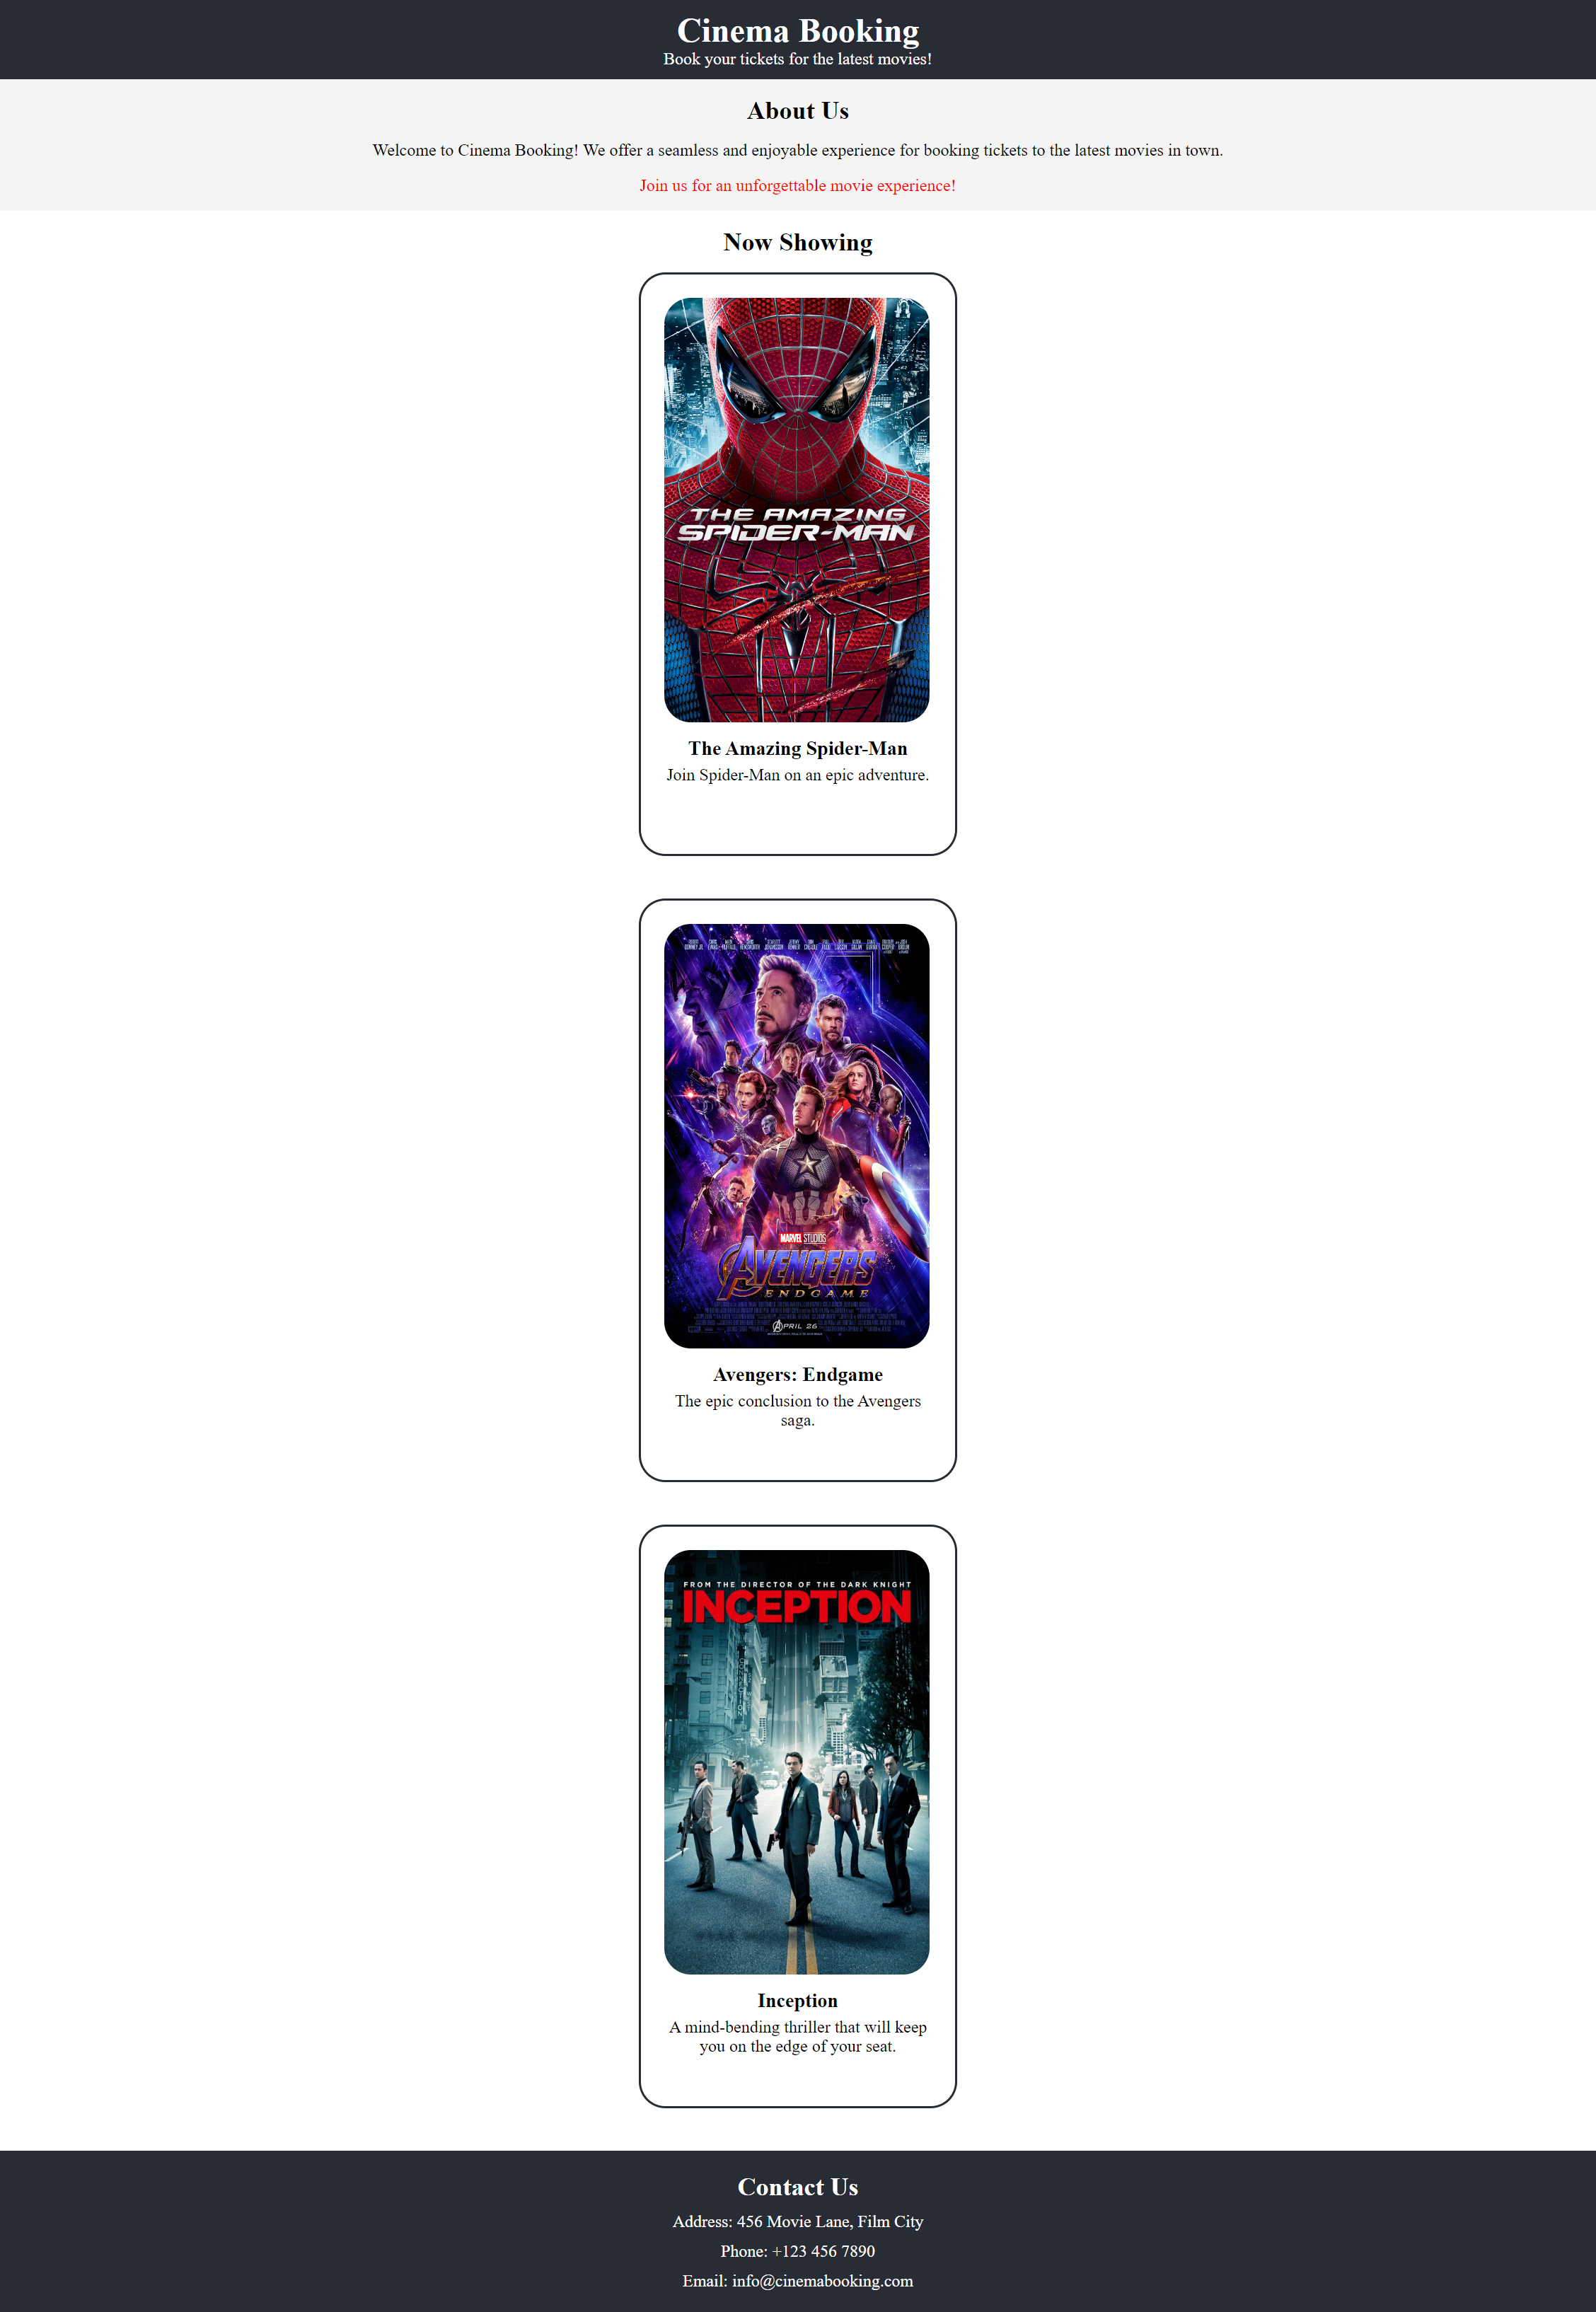 Cinema Booking
Book your tickets for the latest movies!
About Us
Welcome to Cinema Booking! We offer a seamless and enjoyable experience for booking tickets to the latest movies in town.
Join us for an unforgettable movie experience!
Now Showing
THE AMAZING
SPIDER-MAN
The Amazing Spider-Man
Join Spider-Man on an epic adventure.
MARVEL STUDIOS
AVENGERS
ENDGAME
APRIL 26
Avengers: Endgame
The epic conclusion to the Avengers
saga.
FROM THE DIRECTOR OF THE DARK KNIGHT
INCEPTION
Inception
A mind-bending thriller that will keep
you on the edge of your seat.
Contact Us
Address: 456 Movie Lane, Film City
Phone: +123 456 7890
Email: info@cinemabooking.com